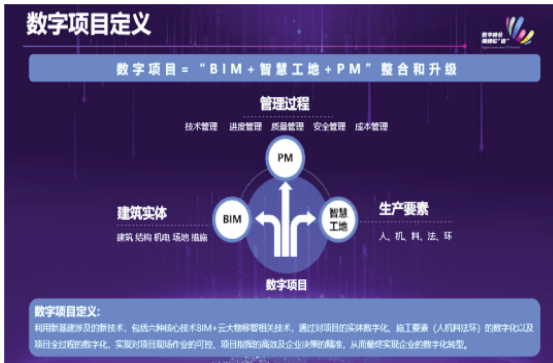 数字项目定义
数字项目=“BIM+智慧工地+PM”整合和升级
管理过程
技术管理 进度管理 质量管理 安全管理 成本管理
PM
建筑实体
建筑 结构 机电 场地 措施
BIM
智慧
工地
生产要素
人、机、料、法、环
数字项目
数字项目定义:
利用新基建涉及的新技术，包括六种核心技术BIM+云大物移智相关技术，通过对项目的实体数字化、施工要素（人机料法环）的数字化以及
项目全过程的数字化，实现对项目现场作业的可控、项目指挥的高效及企业决策的精准，从而最终实现企业的数字化转型。